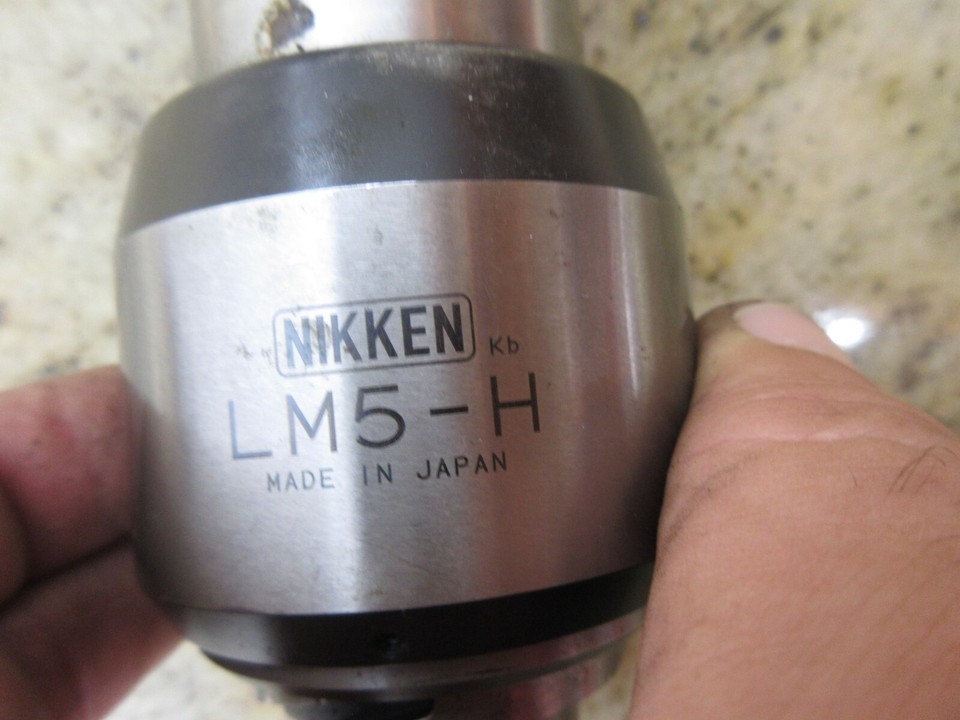 NIKKEN Kb
LM5-H
MADE IN JAPAN